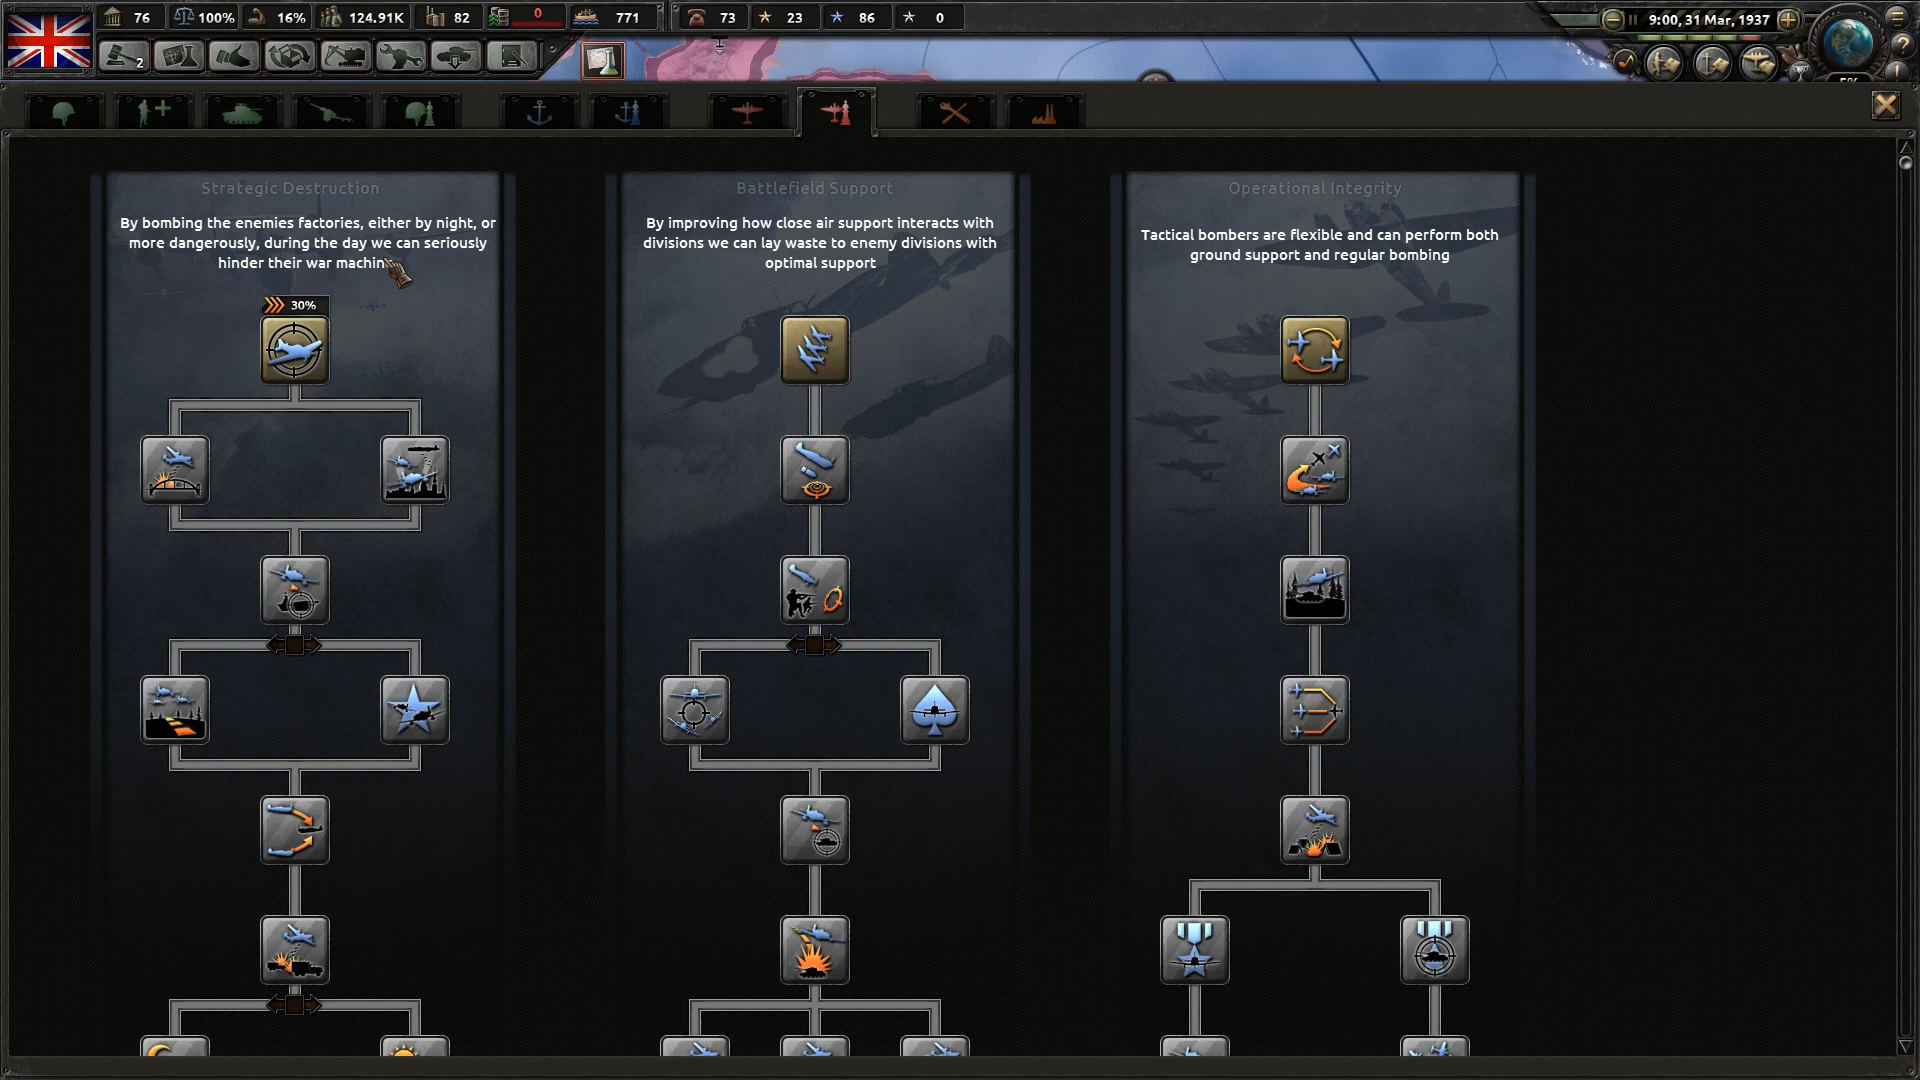 76 100% 16% 124.91K 82 0 771 73 23 86 0 9:00, 31 Mar, 1937
2
5%
Strategic Destruction
By bombing the enemies factories, either by night, or
more dangerously, during the day we can seriously
hinder their war machin
30%
Battlefield Support
By improving how close air support interacts with
divisions we can lay waste to enemy divisions with
optimal support
Operational Integrity
Tactical bombers are flexible and can perform both
ground support and regular bombing